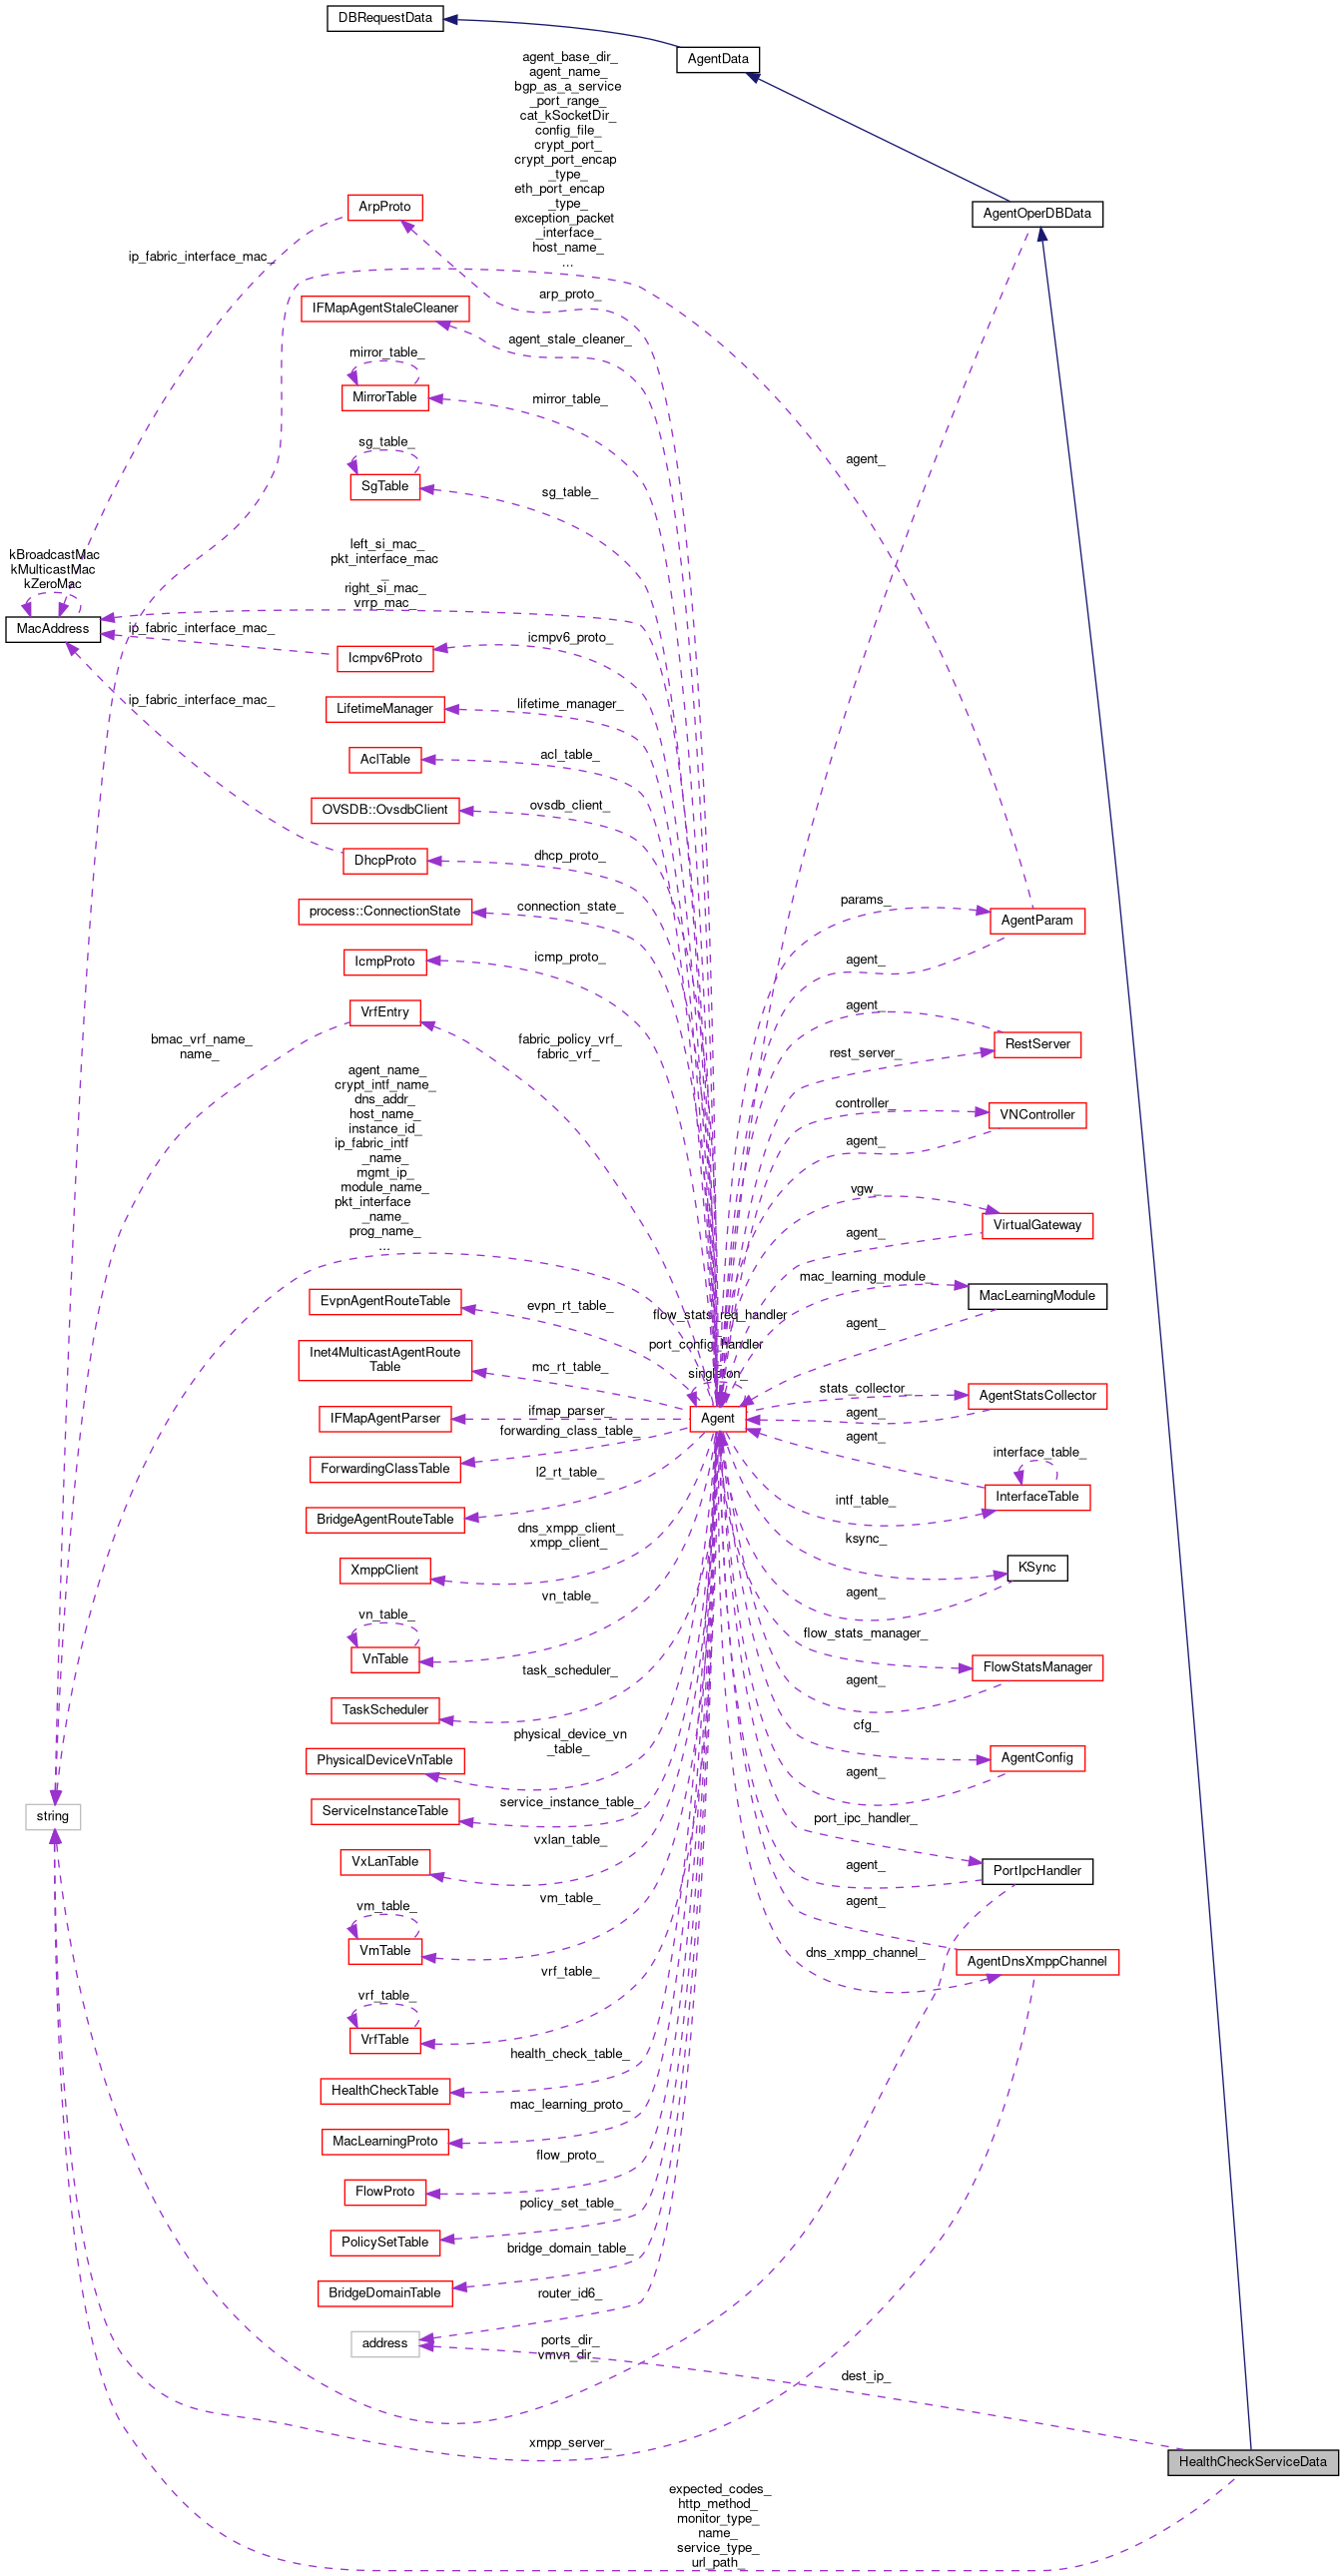 DBRequestData
AgentData
agent_base_dir_
agent_name_
bgp_as_a_service
_port_range_
cat_kSocketDir_
config_file_
crypt_port_
crypt_port_encap
_type_
eth_port_encap
_type_
exception_packet
_interface_
host_name_
...
ArpProto
AgentOperDBData
ip_fabric_interface_mac_
arp_proto_
IFMapAgentStaleCleaner
agent_stale_cleaner_
mirror_table_
MirrorTable
mirror_table_
sg_table_
SgTable
sg_table_
agent_
kBroadcastMac
kMulticastMac
kZeroMac
MacAddress
left_si_mac_
pkt_interface_mac
_
right_si_mac_
vrrp_mac_
ip_fabric_interface_mac_
Icmpv6Proto
icmpv6_proto_
ip_fabric_interface_mac_
LifetimeManager
lifetime_manager_
AclTable
acl_table_
OVSDB::OvsdbClient
ovsdb_client_
DhcpProto
dhcp_proto_
process::ConnectionState
connection_state_
params_
AgentParam
IcmpProto
icmp_proto_
agent_
VrfEntry
fabric_policy_vrf_
fabric_vrf_
agent_
rest_server_
RestServer
bmac_vrf_name_
name_
agent_name_
crypt_intf_name_
dns_addr_
host_name_
instance_id_
ip_fabric_intf
_name_
mgmt_ip_
module_name_
pkt_interface
_name_
prog_name_
...
controller_
VNController
agent_
vgw_
VirtualGateway
agent_
EvpnAgentRouteTable
evpn_rt_table_
mac_learning_module_
MacLearningModule
flow_stats_req_handler
_
port_config_handler
_
singleton_
agent_
Inet4MulticastAgentRoute
Table
mc_rt_table_
stats_collector_
AgentStatsCollector
IFMapAgentParser
ifmap_parser_
Agent
agent_
forwarding_class_table_
agent_
interface_table_
ForwardingClassTable
l2_rt_table_
InterfaceTable
intf_table_
BridgeAgentRouteTable
dns_xmpp_client_
xmpp_client_
ksync_
XmppClient
KSync
vn_table_
VnTable
vn_table_
agent_
flow_stats_manager_
FlowStatsManager
TaskScheduler
task_scheduler_
agent_
PhysicalDeviceVnTable
physical_device_vn
_table_
cfg_
AgentConfig
agent_
string
ServiceInstanceTable
service_instance_table_
port_ipc_handler_
VxLanTable
vxlan_table_
agent_
PortIpcHandler
vm_table_
VmTable
vm_table_
agent_
dns_xmpp_channel_
AgentDnsXmppChannel
vrf_table_
VrfTable
vrf_table_
HealthCheckTable
health_check_table_
MacLearningProto
mac_learning_proto_
FlowProto
flow_proto_
PolicySetTable
policy_set_table_
BridgeDomainTable
bridge_domain_table_
router_id6_
address
ports_dir_
vmvn_dir_
dest_ip_
xmpp_server_
HealthCheckServiceData
expected_codes_
http_method_
monitor_type_
name_
service_type_
url_path_